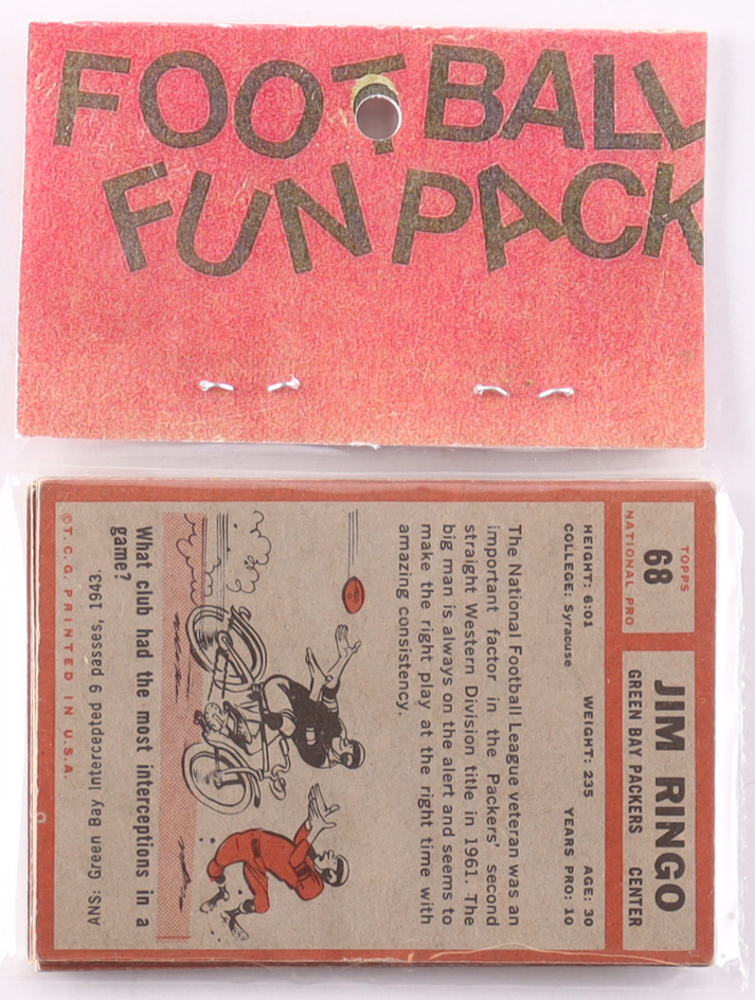 FOOTBALL
FUN PACK
TOPPS
68
NATIONAL PRO
JIM RINGO
GREEN BAY PACKERS CENTER
HEIGHT: 6:01 WEIGHT: 235 AGE: 30
COLLEGE: Syracuse YEARS PRO: 10
The National Football League veteran was an
important factor in the Packers' second
straight Western Division title in 1961. The
big man is always on the alert and seems to
make the right play at the right time with
amazing consistency.
What club had the most interceptions in a
game?
ANS: Green Bay intercepted 9 passes, 1943.
©T.C.G. PRINTED IN U.S.A.